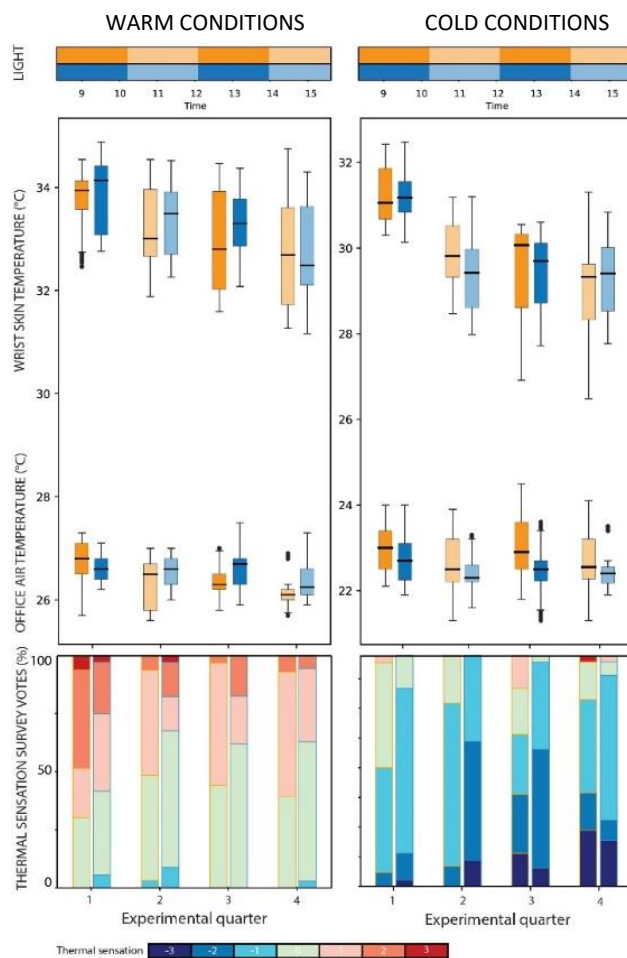 WARM CONDITIONS
COLD CONDITIONS
LIGHT
9 10 11 12 13 14 15
Time
9 10 11 12 13 14 15
Time
WRIST SKIN TEMPERATURE (°C)
34
32
30
32
30
28
26
OFFICE AIR TEMPERATURE (°C)
28
26
24
22
THERMAL SENSATION SURVEY VOTES (%)
100
50
0
1 2 3 4
Experimental quarter
1 2 3 4
Experimental quarter
Thermal sensation
-3 -2 -1 0 1 2 3